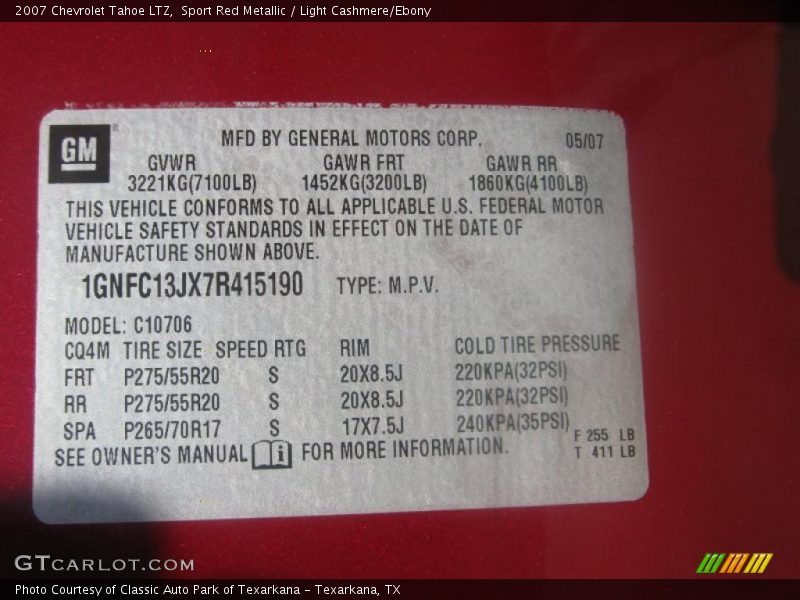 2007 Chevrolet Tahoe LTZ,  Sport Red Metallic / Light Cashmere/Ebony
GM
MFD BY GENERAL MOTORS CORP. 05/07
GVWR GAWR FRT GAWR RR
3221KG(7100LB) 1452KG(3200LB) 1860KG(4100LB)
THIS VEHICLE CONFORMS TO ALL APPLICABLE U.S. FEDERAL MOTOR
VEHICLE SAFETY STANDARDS IN EFFECT ON THE DATE OF
MANUFACTURE SHOWN ABOVE.
1GNFC13JX7R415190 TYPE: M.P.V.
MODEL: C10706
CQ4M TIRE SIZE SPEED RTG RIM COLD TIRE PRESSURE
FRT P275/55R20 S 20X8.5J 220KPA(32PSI)
RR P275/55R20 S 20X8.5J 220KPA(32PSI)
SPA P265/70R17 S 17X7.5J 240KPA(35PSI)
F 255 LB
T 411 LB
SEE OWNER'S MANUAL i FOR MORE INFORMATION.
GTCARLOT.COM
Photo Courtesy of Classic Auto Park of Texarkana - Texarkana, TX